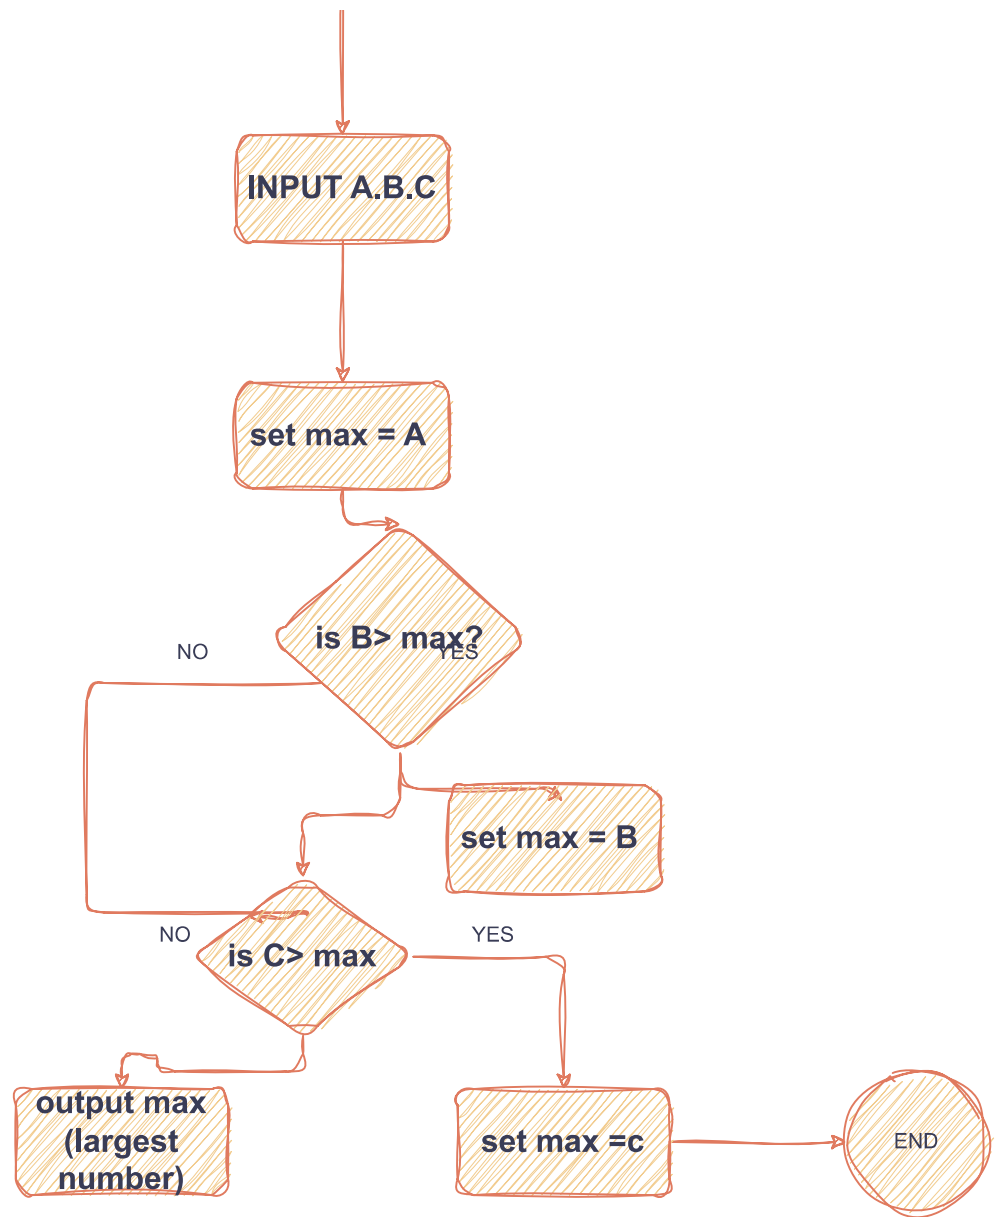 INPUT A.B.C
set max = A
is B> max?
NO
YES
set max = B
NO
YES
is C> max
output max
(largest
number)
set max =c
END